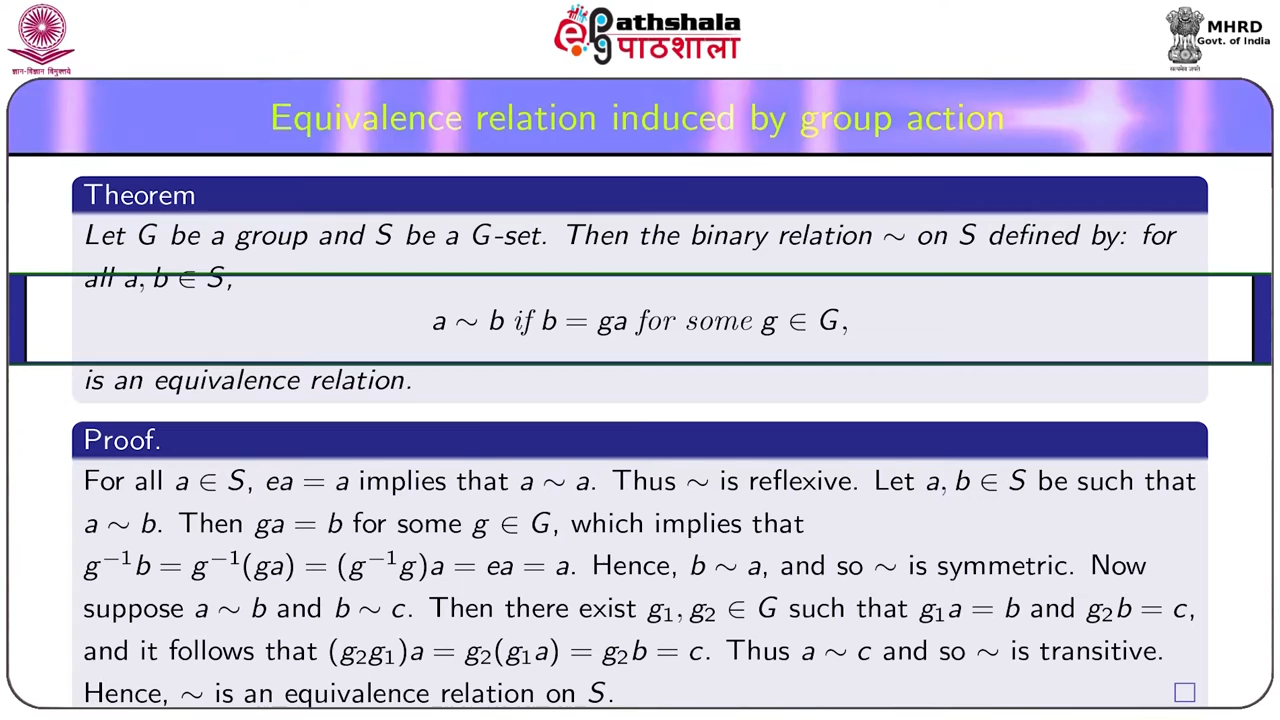 ज्ञान-विज्ञान विमुक्तये
ePathshala
पाठशाला
MHRD
Govt. of India
Equivalence relation induced by group action
Theorem
Let G be a group and S be a G-set. Then the binary relation ∼ on S defined by: for
all a, b ∈ S,
a ∼ b if b = ga for some g ∈ G,
is an equivalence relation.
Proof.
For all a ∈ S, ea = a implies that a ∼ a. Thus ∼ is reflexive. Let a, b ∈ S be such that
a ∼ b. Then ga = b for some g ∈ G, which implies that
g⁻¹b = g⁻¹(ga) = (g⁻¹g)a = ea = a. Hence, b ∼ a, and so ∼ is symmetric. Now
suppose a ∼ b and b ∼ c. Then there exist g₁, g₂ ∈ G such that g₁a = b and g₂b = c,
and it follows that (g₂g₁)a = g₂(g₁a) = g₂b = c. Thus a ∼ c and so ∼ is transitive.
Hence, ∼ is an equivalence relation on S. □